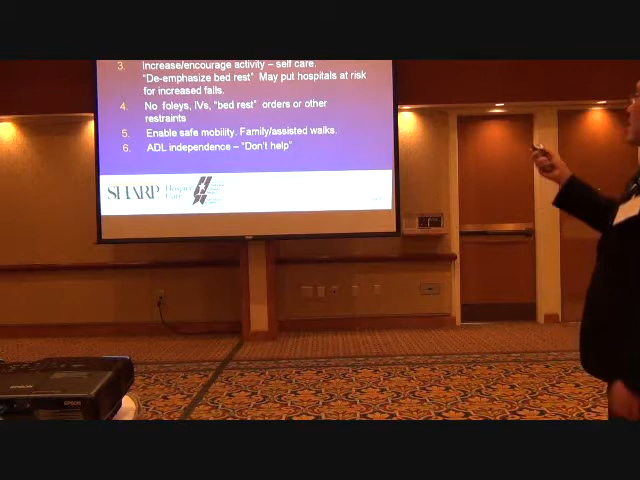 3. Increase/encourage activity – self care.
"De-emphasize bed rest" May put hospitals at risk
for increased falls.
4. No foleys, IVs, "bed rest" orders or other
restraints
5. Enable safe mobility. Family/assisted walks.
6. ADL independence – "Don't help"
SHARP Hospice
Care
EPSON
EPSON